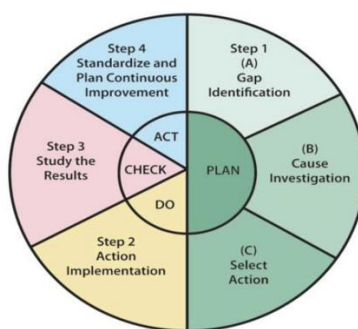 Step 1
(A)
Gap
Identification
(B)
Cause
Investigation
(C)
Select
Action
Step 2
Action
Implementation
Step 3
Study the
Results
Step 4
Standardize and
Plan Continuous
Improvement
ACT
CHECK
DO
PLAN